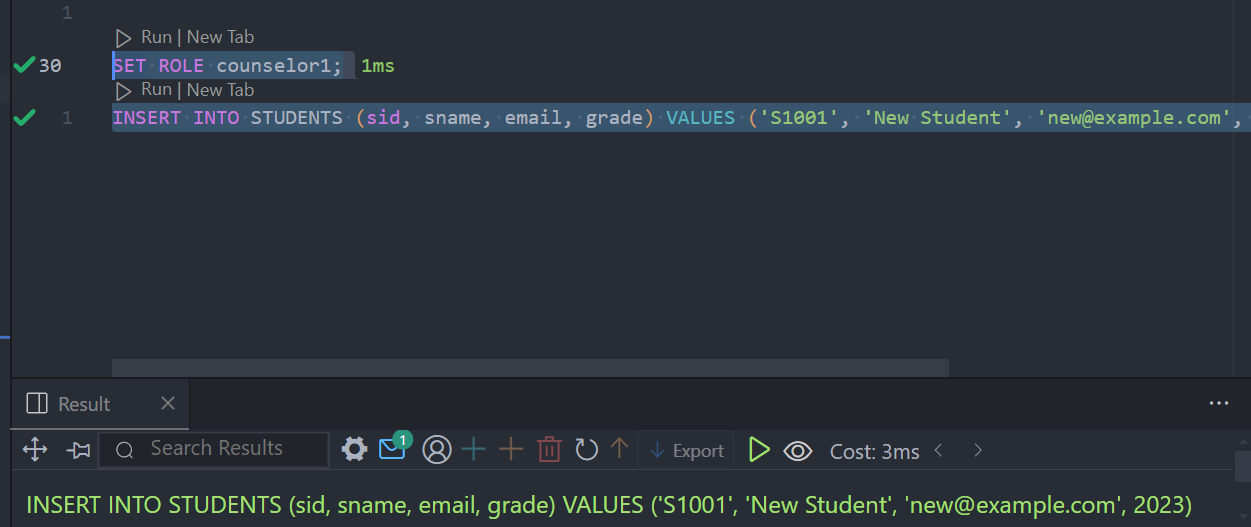 1
Run | New Tab
30 SET ROLE counselor1; 1ms
Run | New Tab
1 INSERT INTO STUDENTS (sid, sname, email, grade) VALUES ('S1001', 'New Student', 'new@example.com',
Result
Search Results 1 Export Cost: 3ms
INSERT INTO STUDENTS (sid, sname, email, grade) VALUES ('S1001', 'New Student', 'new@example.com', 2023)